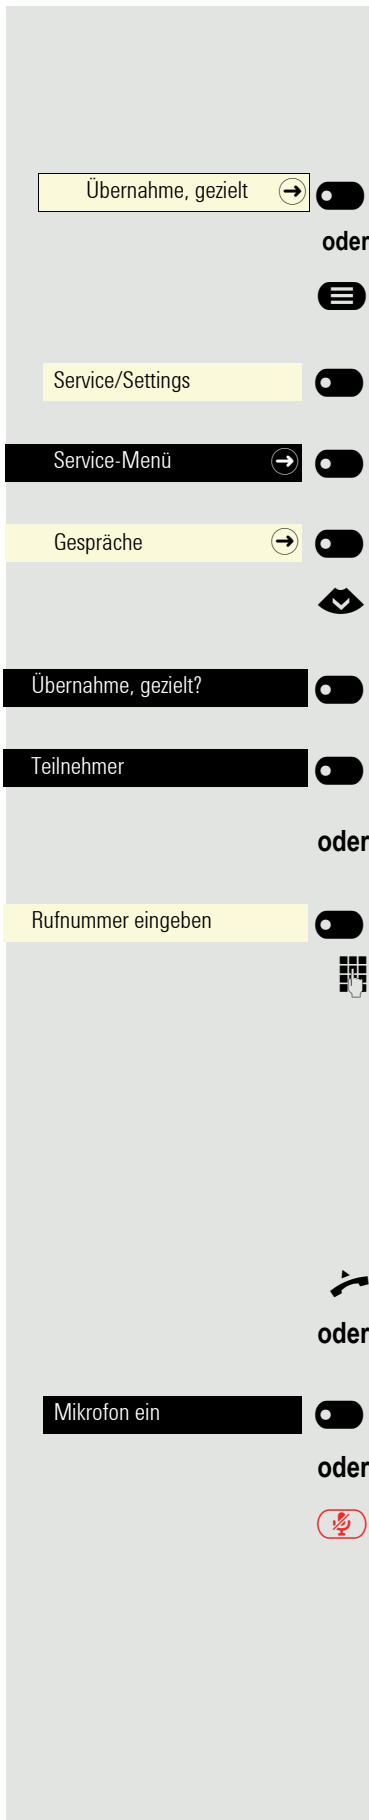 Übernahme, gezielt
oder
Service/Settings
Service-Menü
Gespräche
Übernahme, gezielt?
Teilnehmer
oder
Rufnummer eingeben
oder
Mikrofon ein
oder